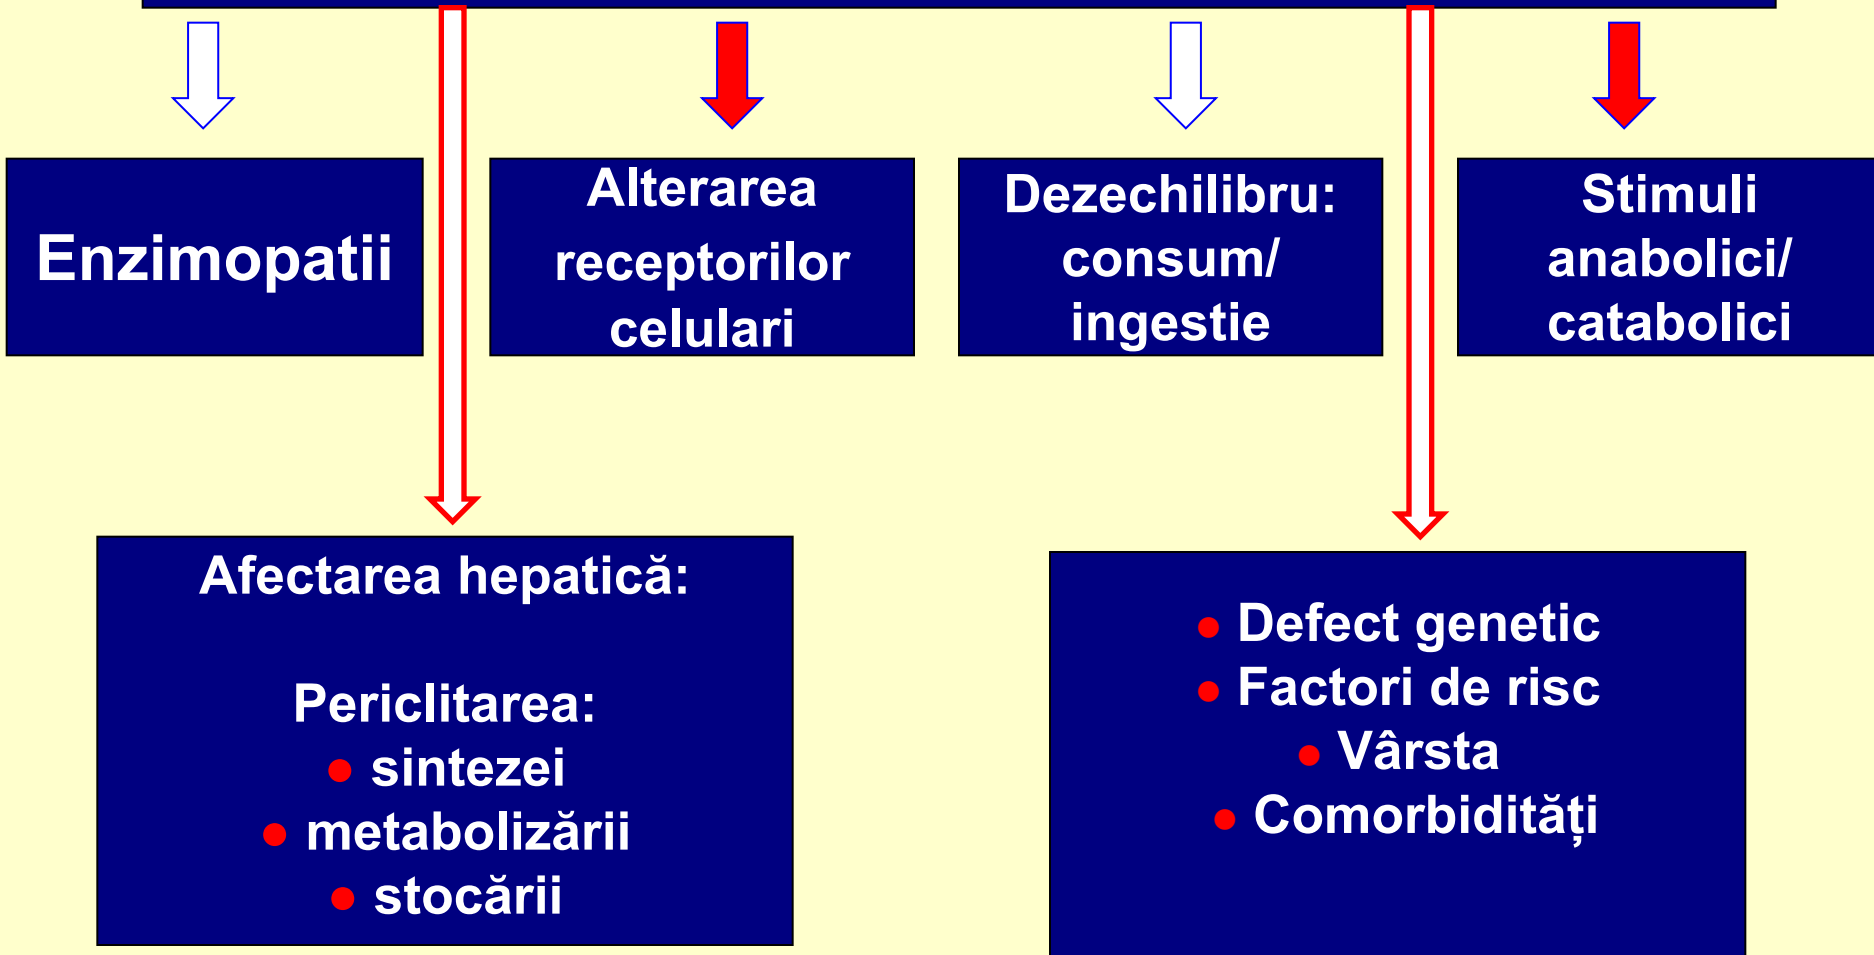 Enzimopatii
Alterarea
receptorilor
celulari
Dezechilibru:
consum/
ingestie
Stimuli
anabolici/
catabolici
Afectarea hepatică:
Periclitarea:
● sintezei
● metabolizării
● stocării
● Defect genetic
● Factori de risc
● Vârsta
● Comorbidități